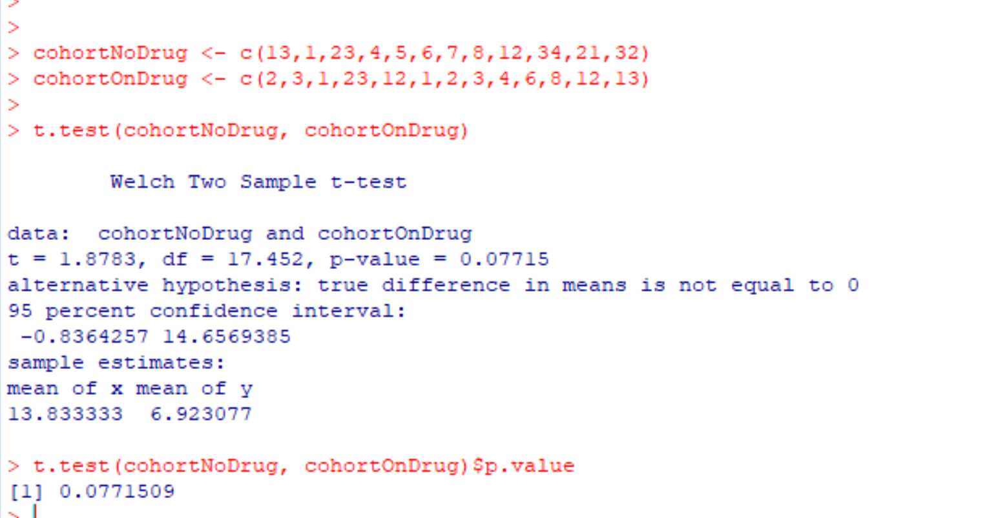 >
>
> cohortNoDrug <- c(13,1,23,4,5,6,7,8,12,34,21,32)
> cohortOnDrug <- c(2,3,1,23,12,1,2,3,4,6,8,12,13)
>
> t.test(cohortNoDrug, cohortOnDrug)
Welch Two Sample t-test
data:  cohortNoDrug and cohortOnDrug
t = 1.8783, df = 17.452, p-value = 0.07715
alternative hypothesis: true difference in means is not equal to 0
95 percent confidence interval:
-0.8364257 14.6569385
sample estimates:
mean of x mean of y
13.833333  6.923077
> t.test(cohortNoDrug, cohortOnDrug)$p.value
[1] 0.0771509
>